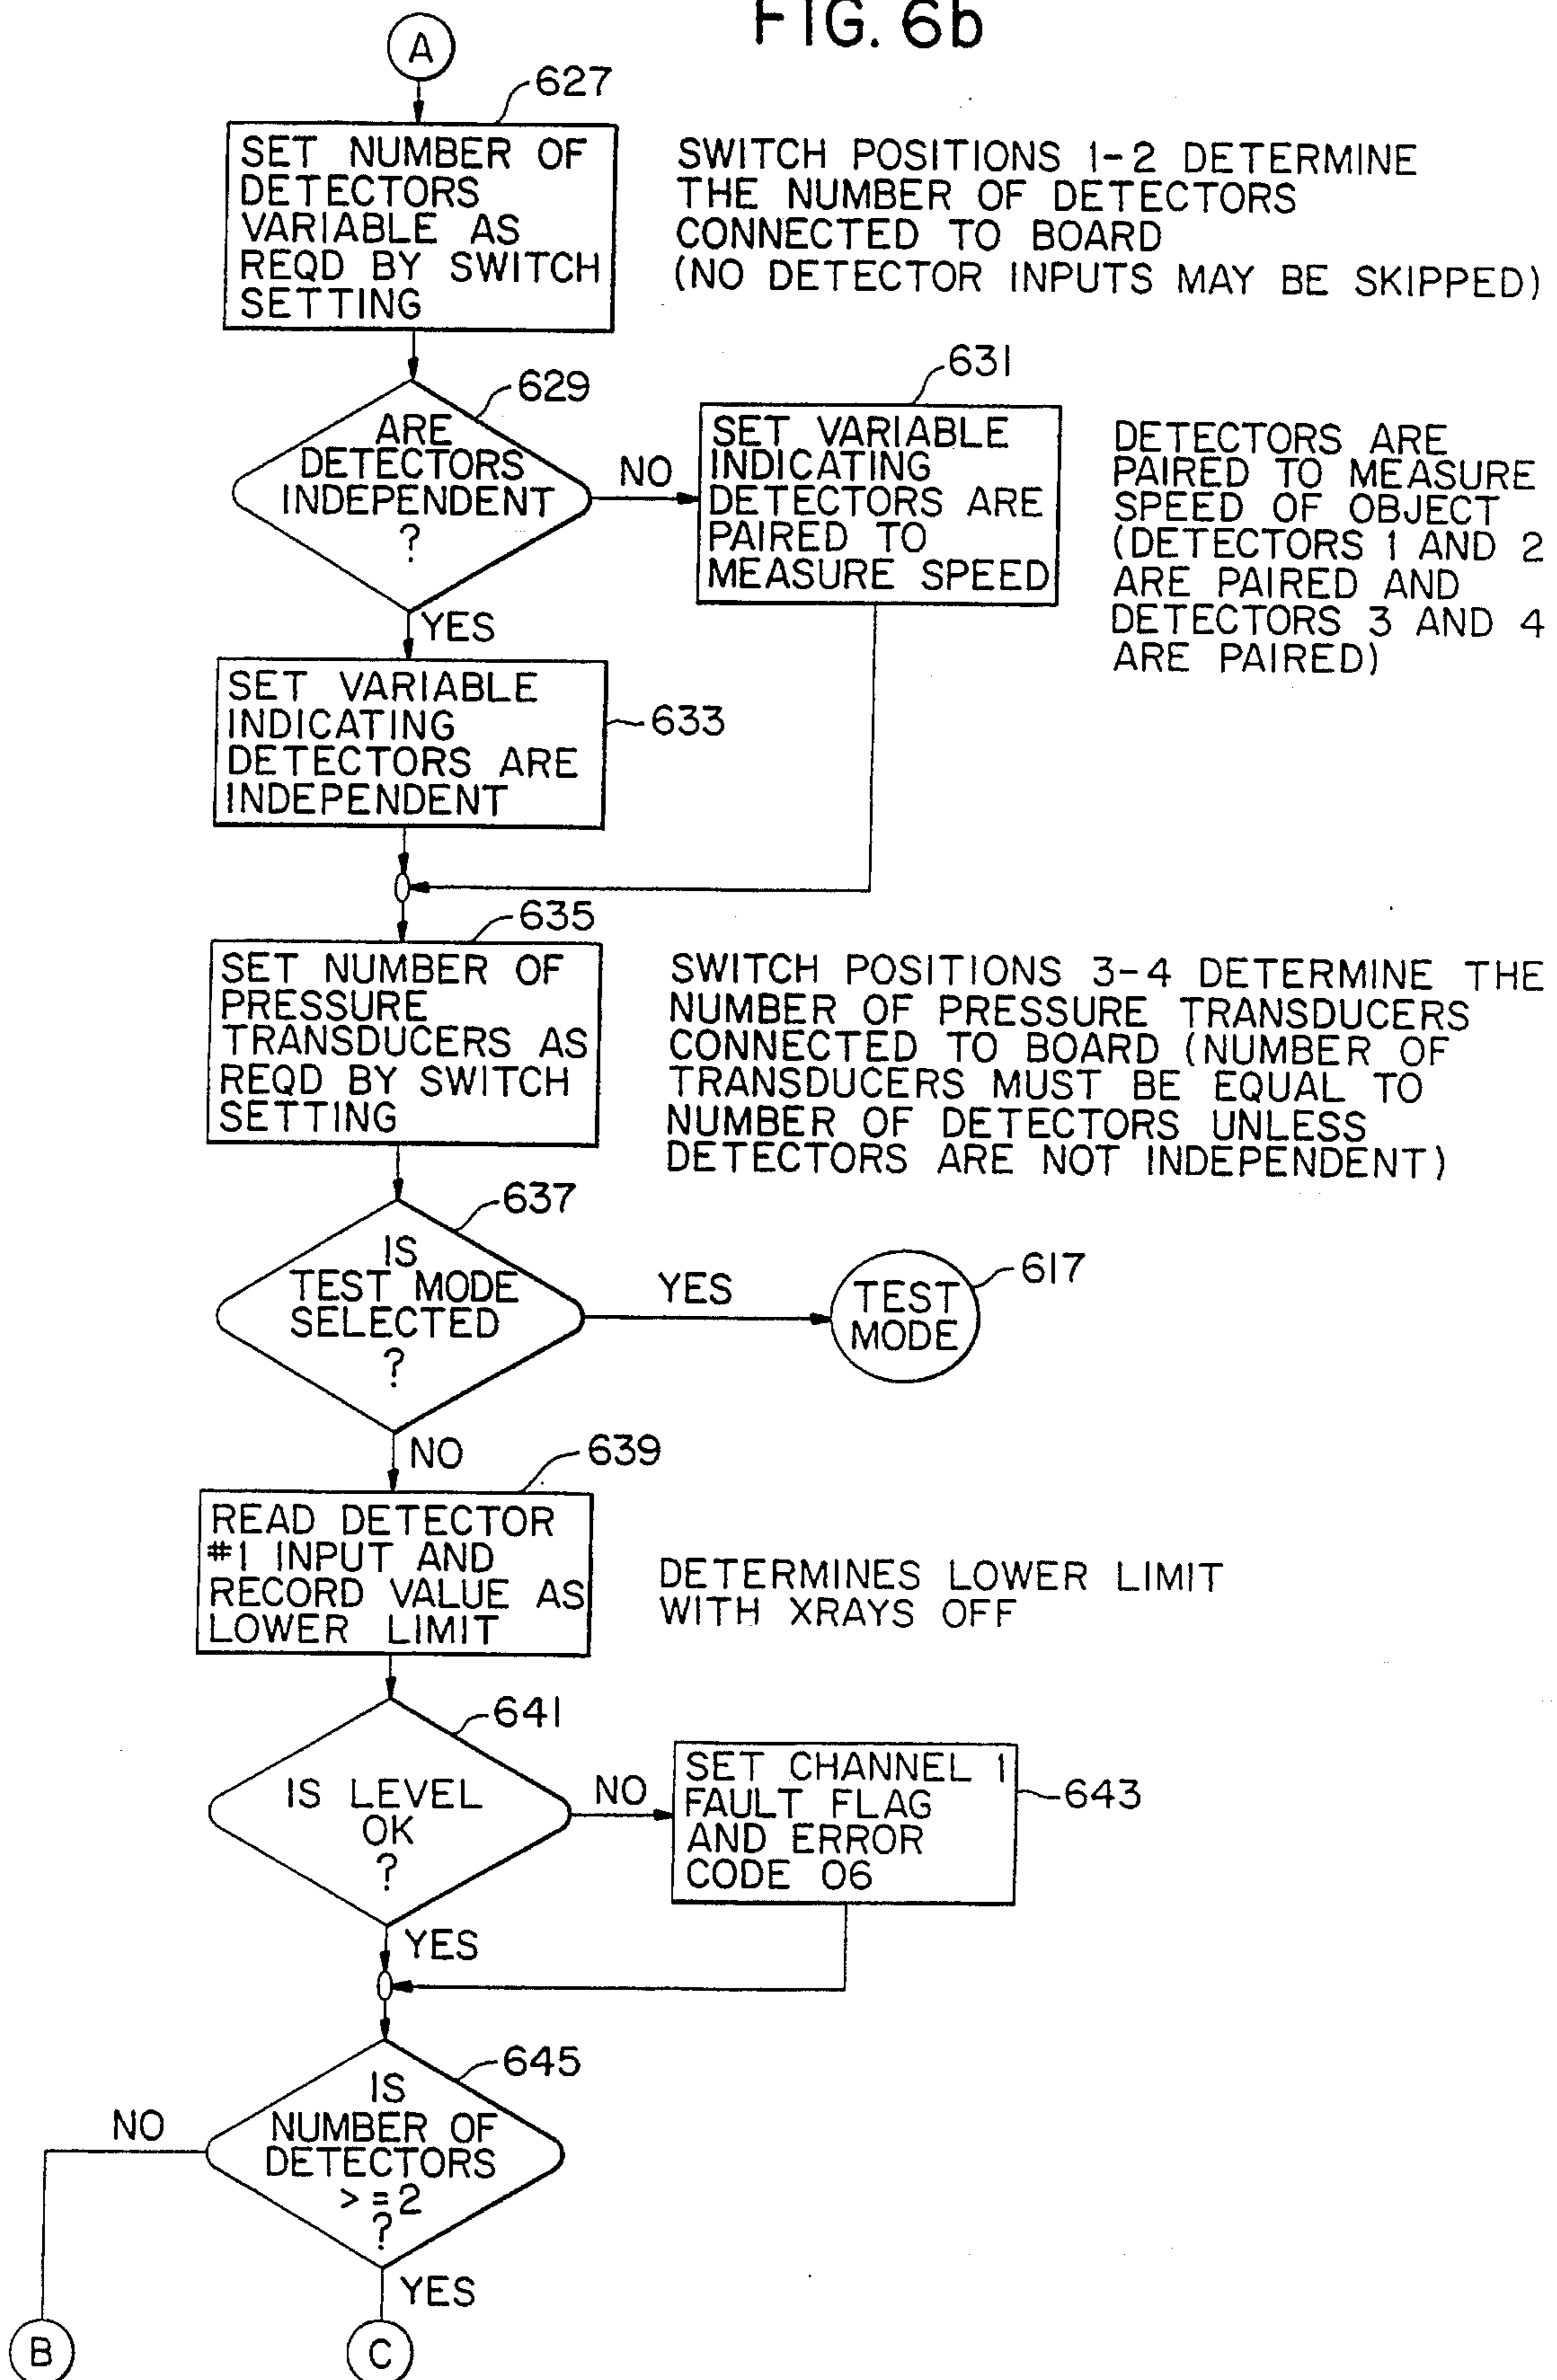 FIG. 6b
A
627
SET NUMBER OF
DETECTORS
VARIABLE AS
REQD BY SWITCH
SETTING
SWITCH POSITIONS 1-2 DETERMINE
THE NUMBER OF DETECTORS
CONNECTED TO BOARD
(NO DETECTOR INPUTS MAY BE SKIPPED)
629
ARE
DETECTORS
INDEPENDENT
?
NO
631
SET VARIABLE
INDICATING
DETECTORS ARE
PAIRED TO
MEASURE SPEED
DETECTORS ARE
PAIRED TO MEASURE
SPEED OF OBJECT
(DETECTORS 1 AND 2
ARE PAIRED AND
DETECTORS 3 AND 4
ARE PAIRED)
YES
SET VARIABLE
INDICATING
DETECTORS ARE
INDEPENDENT
633
635
SET NUMBER OF
PRESSURE
TRANSDUCERS AS
REQD BY SWITCH
SETTING
SWITCH POSITIONS 3-4 DETERMINE THE
NUMBER OF PRESSURE TRANSDUCERS
CONNECTED TO BOARD (NUMBER OF
TRANSDUCERS MUST BE EQUAL TO
NUMBER OF DETECTORS UNLESS
DETECTORS ARE NOT INDEPENDENT)
637
IS
TEST MODE
SELECTED
?
YES
617
TEST
MODE
NO
639
READ DETECTOR
#1 INPUT AND
RECORD VALUE AS
LOWER LIMIT
DETERMINES LOWER LIMIT
WITH XRAYS OFF
641
IS LEVEL
OK
?
NO
SET CHANNEL 1
FAULT FLAG
AND ERROR
CODE 06
643
YES
645
IS
NUMBER OF
DETECTORS
>=2
?
NO
YES
B
C